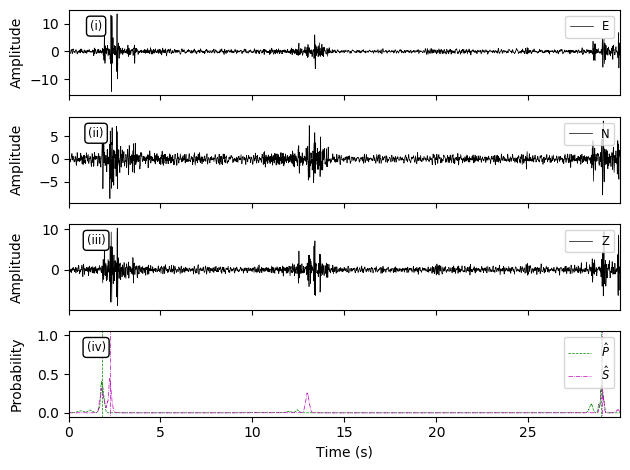 Amplitude
10
0
−10
(i)
E
Amplitude
5
0
−5
(ii)
N
Amplitude
10
0
(iii)
Z
Probability
1.0
0.5
0.0
(iv)
P̂
Ŝ
0 5 10 15 20 25
Time (s)